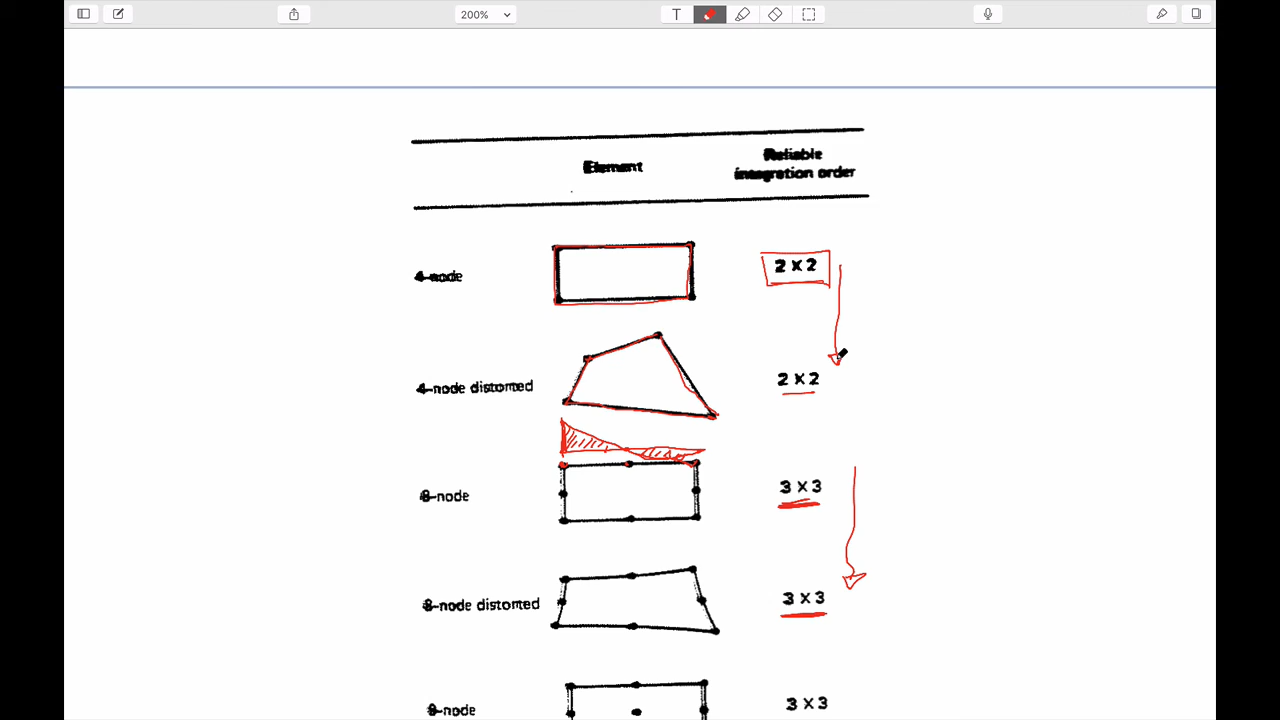 200%
T
Element
Reliable
integration order
4-node
2 × 2
4-node distorted
2 × 2
8-node
3 × 3
8-node distorted
3 × 3
9-node
3 × 3